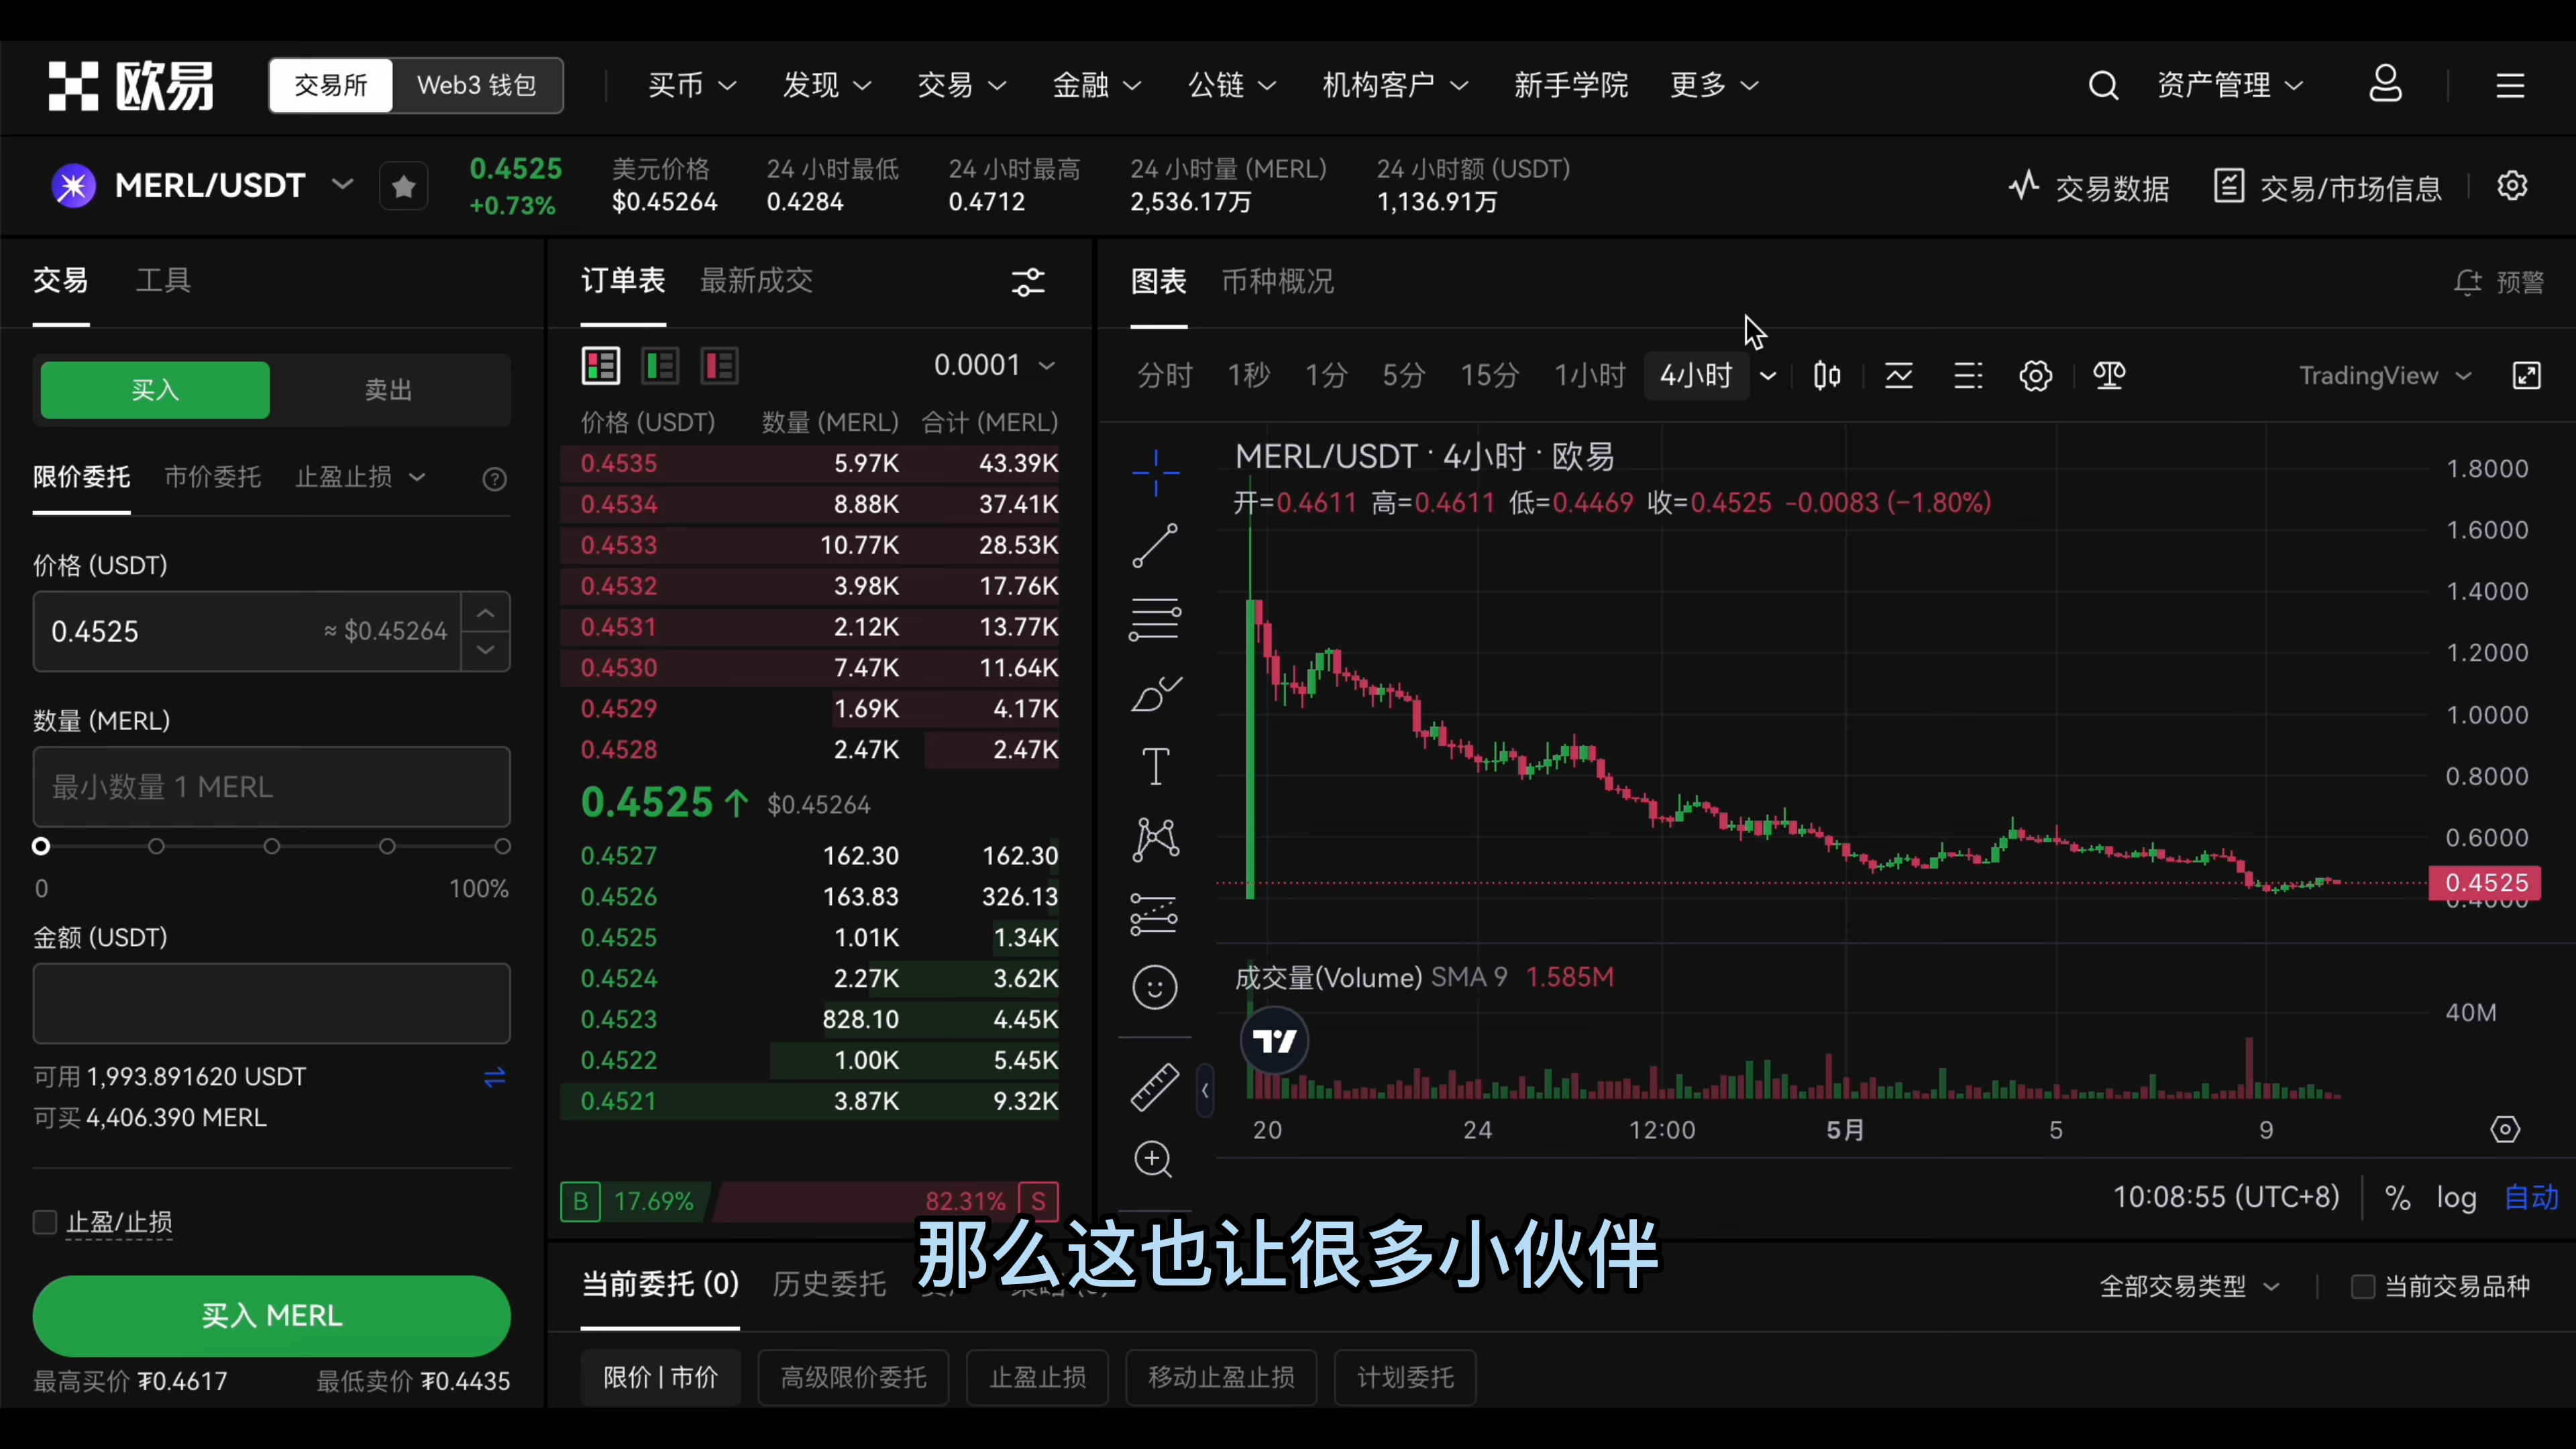 欧易 交易所 Web3 钱包 买币 发现 交易 金融 公链 机构客户 新手学院 更多 资产管理
MERL/USDT
0.4525
+0.73%
美元价格
$0.45264
24 小时最低
0.4284
24 小时最高
0.4712
24 小时量 (MERL)
2,536.17万
24 小时额 (USDT)
1,136.91万
交易数据 交易/市场信息
交易 工具
买入 卖出
限价委托 市价委托 止盈止损
价格 (USDT)
0.4525 ≈ $0.45264
数量 (MERL)
最小数量 1 MERL
0 100%
金额 (USDT)
可用 1,993.891620 USDT
可买 4,406.390 MERL
止盈/止损
买入 MERL
最高买价 ₮0.4617 最低卖价 ₮0.4435
订单表 最新成交
0.0001
价格 (USDT) 数量 (MERL) 合计 (MERL)
0.4535 5.97K 43.39K
0.4534 8.88K 37.41K
0.4533 10.77K 28.53K
0.4532 3.98K 17.76K
0.4531 2.12K 13.77K
0.4530 7.47K 11.64K
0.4529 1.69K 4.17K
0.4528 2.47K 2.47K
0.4525↑ $0.45264
0.4527 162.30 162.30
0.4526 163.83 326.13
0.4525 1.01K 1.34K
0.4524 2.27K 3.62K
0.4523 828.10 4.45K
0.4522 1.00K 5.45K
0.4521 3.87K 9.32K
B 17.69% 82.31% S
图表 币种概况 预警
分时 1秒 1分 5分 15分 1小时 4小时 TradingView
MERL/USDT · 4小时 · 欧易
开=0.4611 高=0.4611 低=0.4469 收=0.4525 -0.0083 (−1.80%)
1.8000
1.6000
1.4000
1.2000
1.0000
0.8000
0.6000
0.4525
0.4000
成交量(Volume) SMA 9 1.585M
40M
20 24 12:00 5月 5 9
10:08:55 (UTC+8) % log 自动
那么这也让很多小伙伴
当前委托 (0) 历史委托
全部交易类型 当前交易品种
限价 | 市价 高级限价委托 止盈止损 移动止盈止损 计划委托